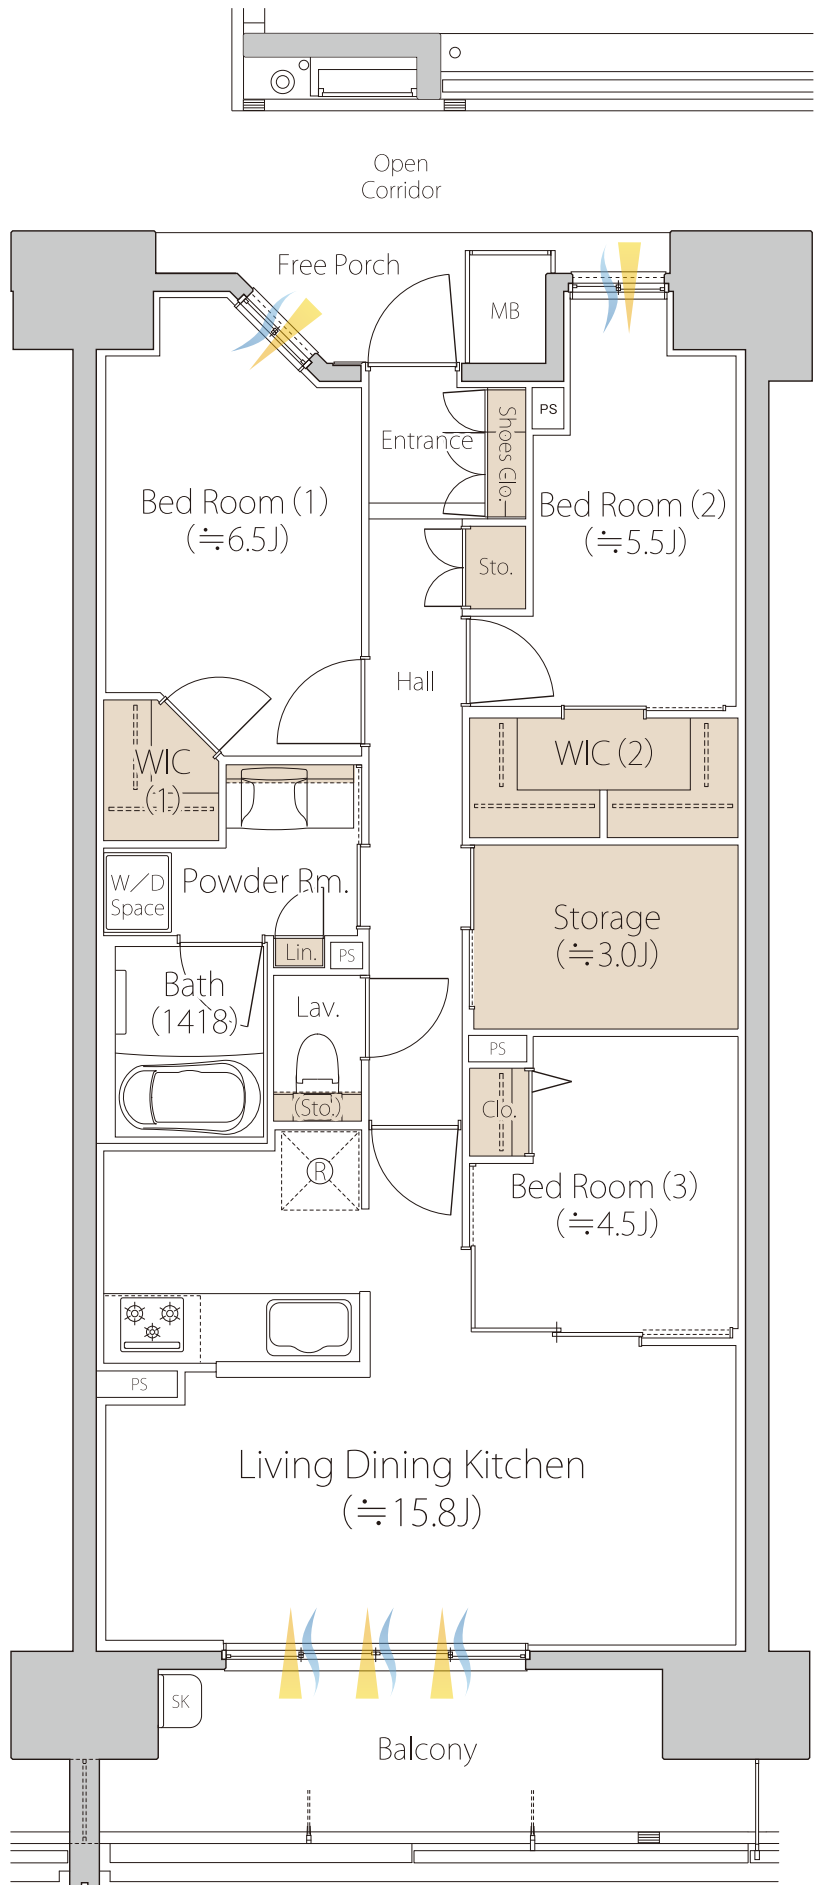 Open
Corridor
Free Porch
MB
PS
Entrance
Shoes Clo.
Bed Room (1)
(≒6.5J)
Bed Room (2)
(≒5.5J)
Sto.
Hall
WIC
(1)
WIC (2)
W/D
Space
Powder Rm.
Storage
(≒3.0J)
Lin.
PS
Bath
(1418)
Lav.
PS
(Sto.)
Clo.
R
Bed Room (3)
(≒4.5J)
PS
Living Dining Kitchen
(≒15.8J)
SK
Balcony